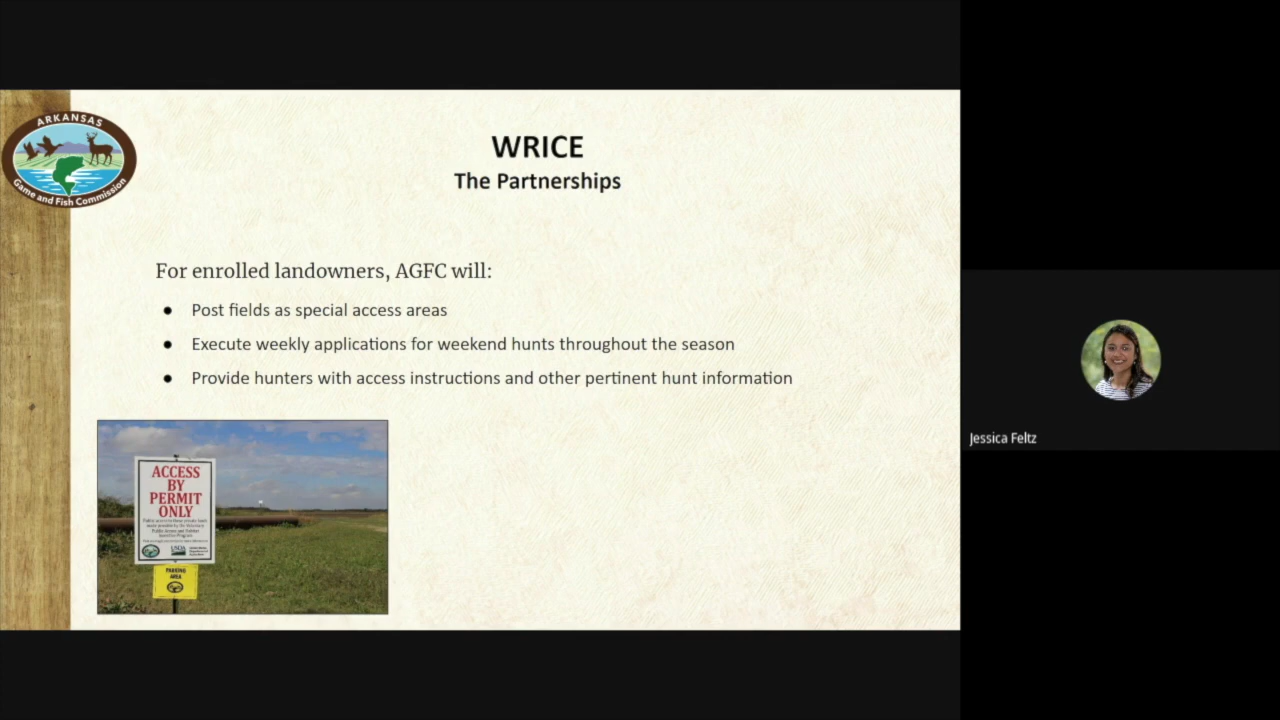 ARKANSAS
Game and Fish Commission
WRICE
The Partnerships
For enrolled landowners, AGFC will:
● Post fields as special access areas
● Execute weekly applications for weekend hunts throughout the season
● Provide hunters with access instructions and other pertinent hunt information
ACCESS
BY
PERMIT
ONLY
USDA
PARKING
AREA
Jessica Feltz